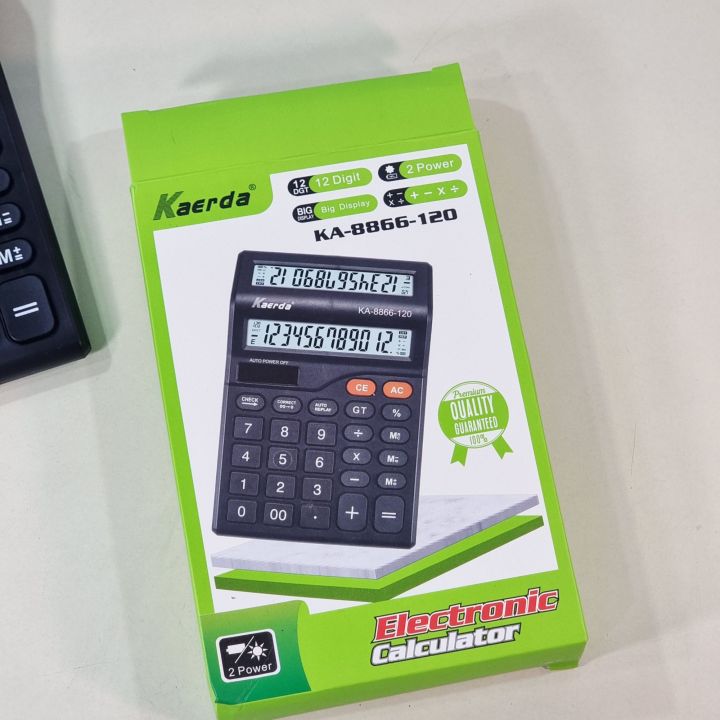 Kaerda®
12 DGT 12 Digit
2 Power
BIG DISPLAY Big Display
+ − × ÷ + − × ÷
KA-8866-120
Kaerda
KA-8866-120
123456789012.
AUTO POWER OFF
CE AC
CHECK CORRECT 00→0 AUTO REPLAY GT %
7 8 9 ÷
4 5 6 X M=
1 2 3 −
0 00 . + =
Premium
QUALITY
GUARANTEED
100%
Electronic
Calculator
2 Power
=